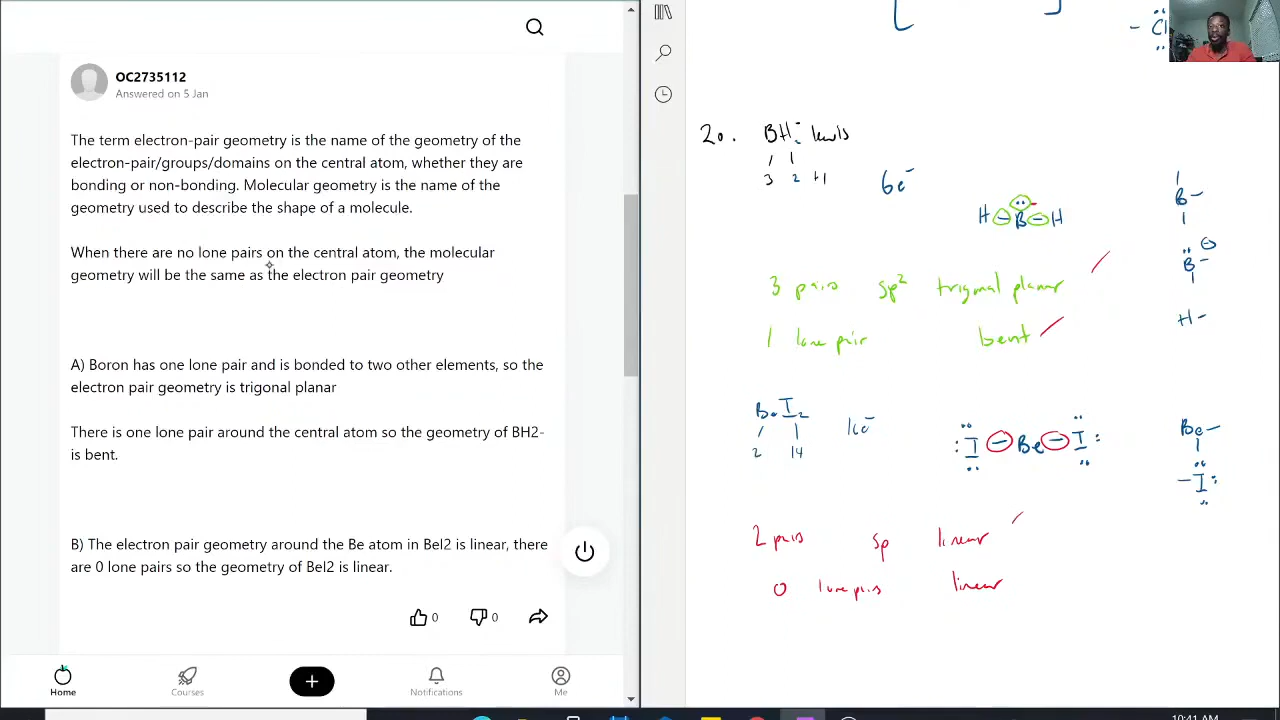 OC2735112
Answered on 5 Jan
The term electron-pair geometry is the name of the geometry of the
electron-pair/groups/domains on the central atom, whether they are
bonding or non-bonding. Molecular geometry is the name of the
geometry used to describe the shape of a molecule.
When there are no lone pairs on the central atom, the molecular
geometry will be the same as the electron pair geometry
A) Boron has one lone pair and is bonded to two other elements, so the
electron pair geometry is trigonal planar
There is one lone pair around the central atom so the geometry of BH2-
is bent.
B) The electron pair geometry around the Be atom in BeI2 is linear, there
are 0 lone pairs so the geometry of BeI2 is linear.
0
0
Home
Courses
Notifications
Me
Cl
20. BH2-
3 2 +1
6e-
H - B - H
B
B
H
3 pairs sp2 trigonal planar
1 lone pair bent
BeI2
2 14
16e-
I - Be - I
Be
I
2 pairs sp linear
0 lone pairs linear
10:41 AM